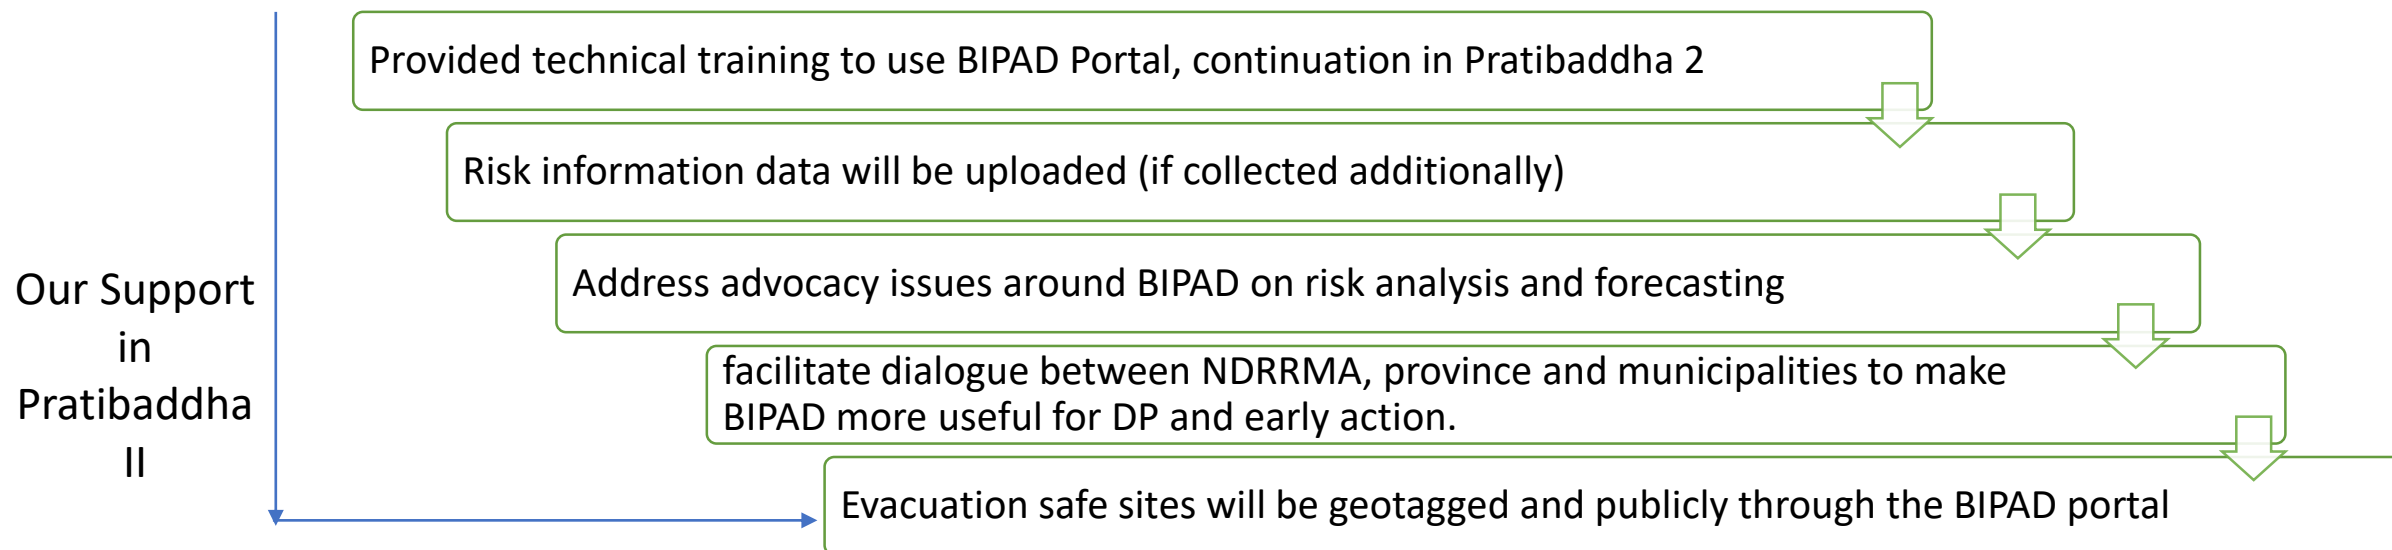 Provided technical training to use BIPAD Portal, continuation in Pratibaddha 2
Risk information data will be uploaded (if collected additionally)
Address advocacy issues around BIPAD on risk analysis and forecasting
facilitate dialogue between NDRRMA, province and municipalities to make
BIPAD more useful for DP and early action.
Evacuation safe sites will be geotagged and publicly through the BIPAD portal
Our Support
in
Pratibaddha
II